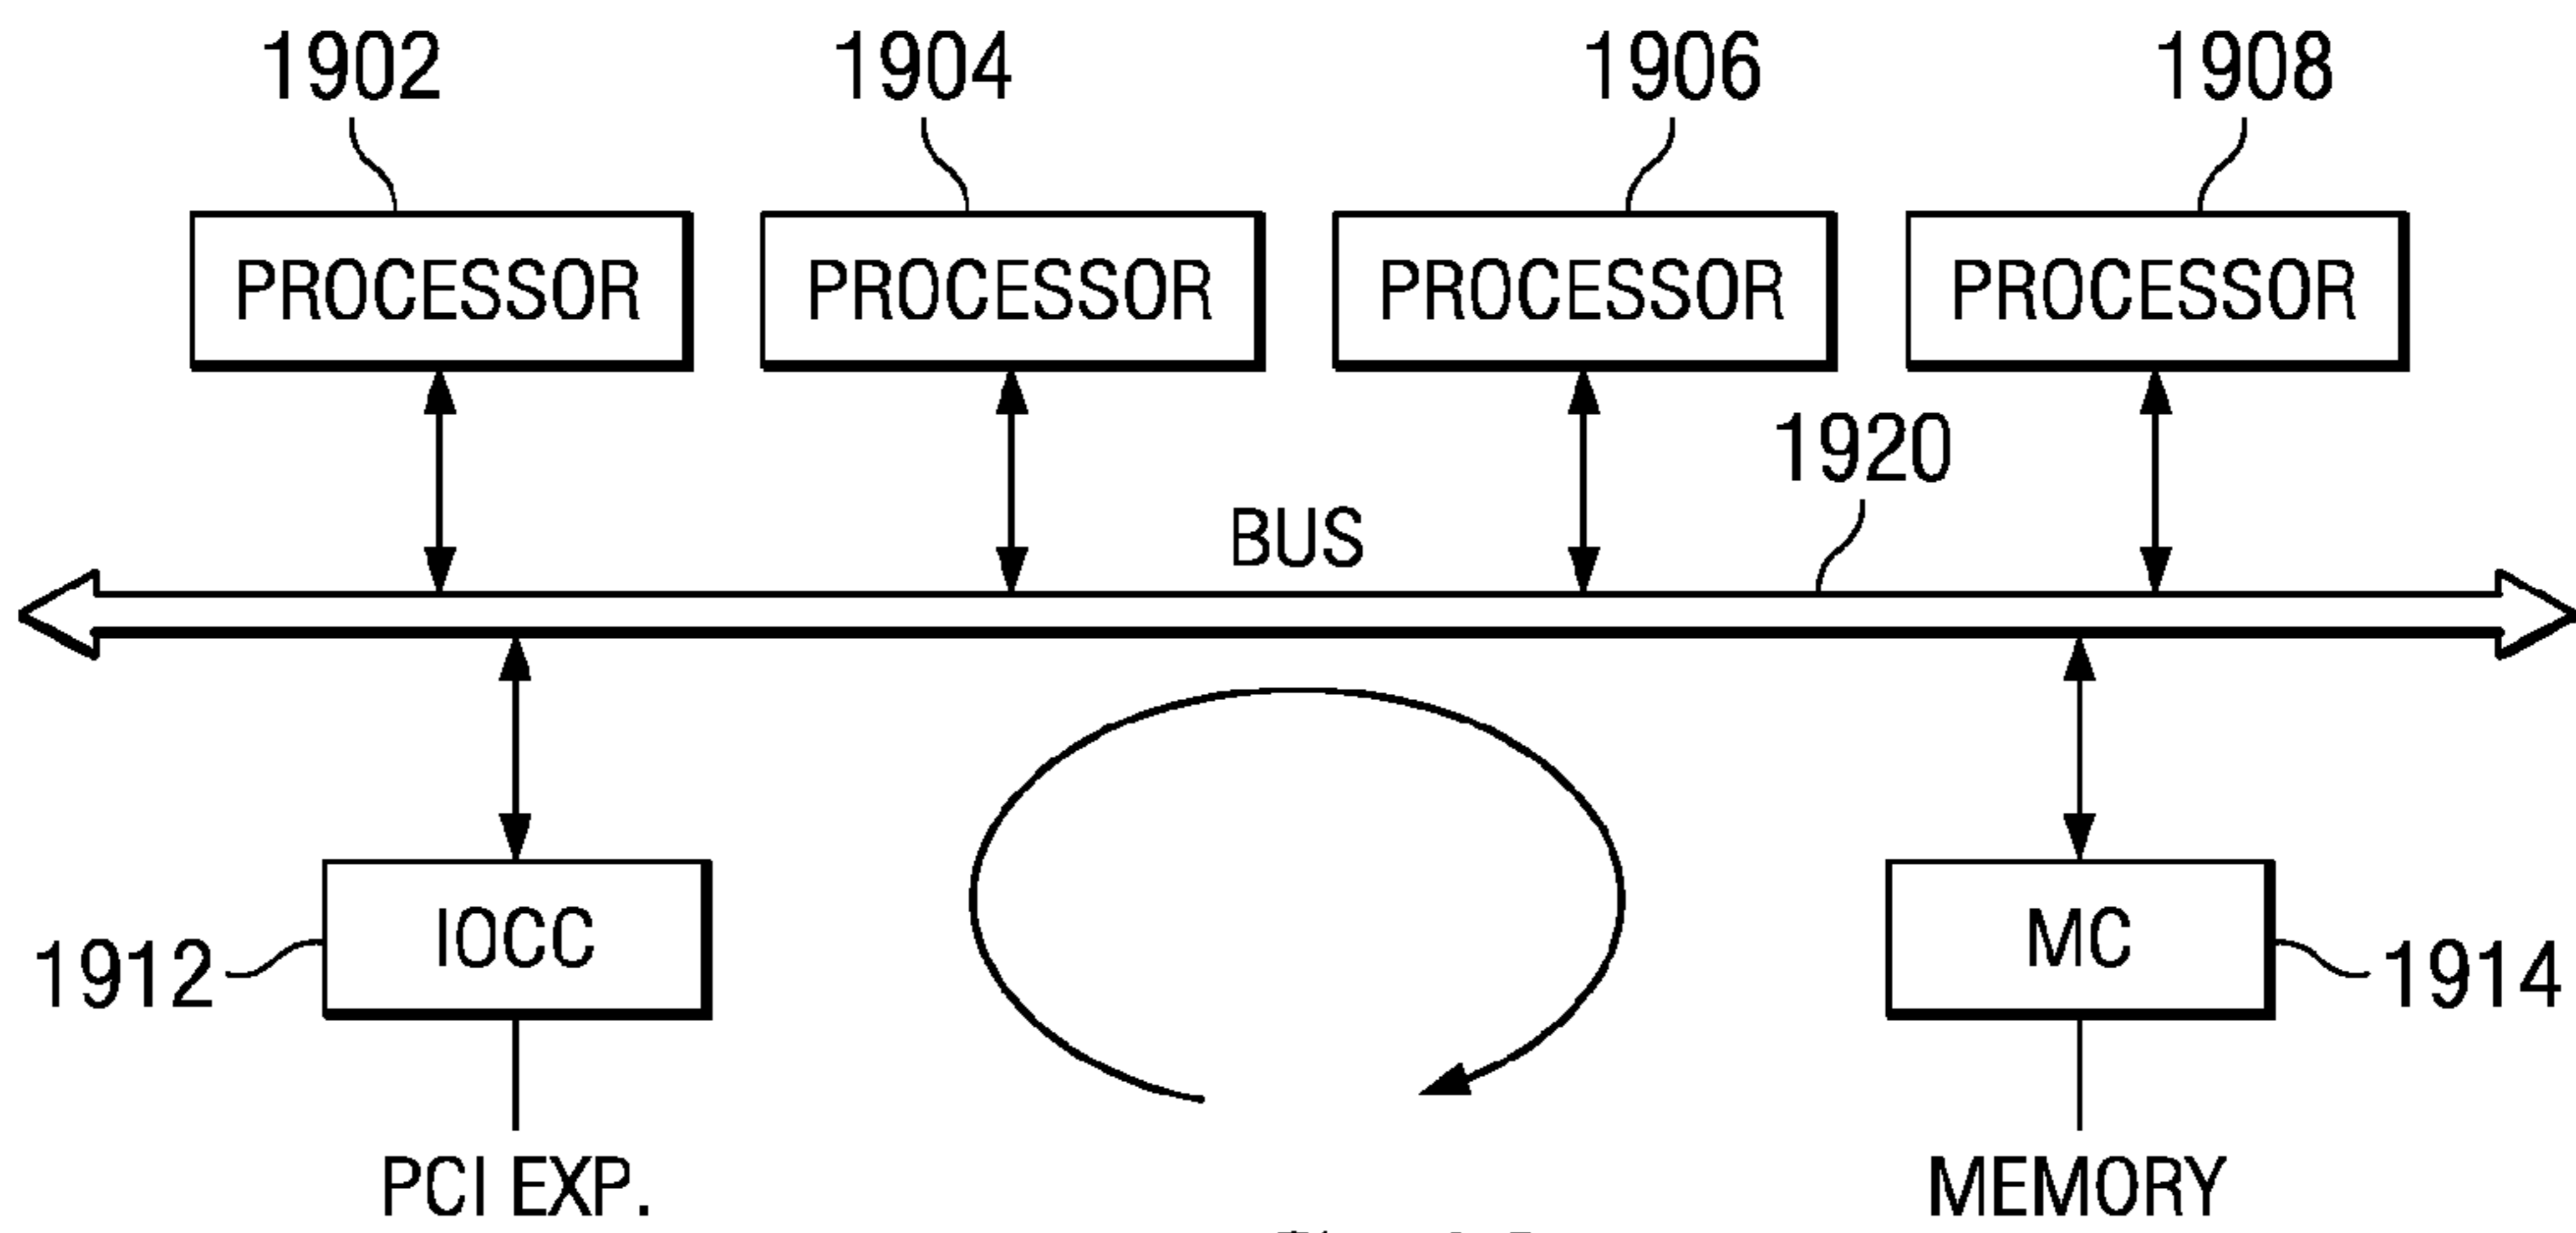 1902 1904 1906 1908
PROCESSOR PROCESSOR PROCESSOR PROCESSOR
1920
BUS
IOCC MC
1912 1914
PCI EXP. MEMORY